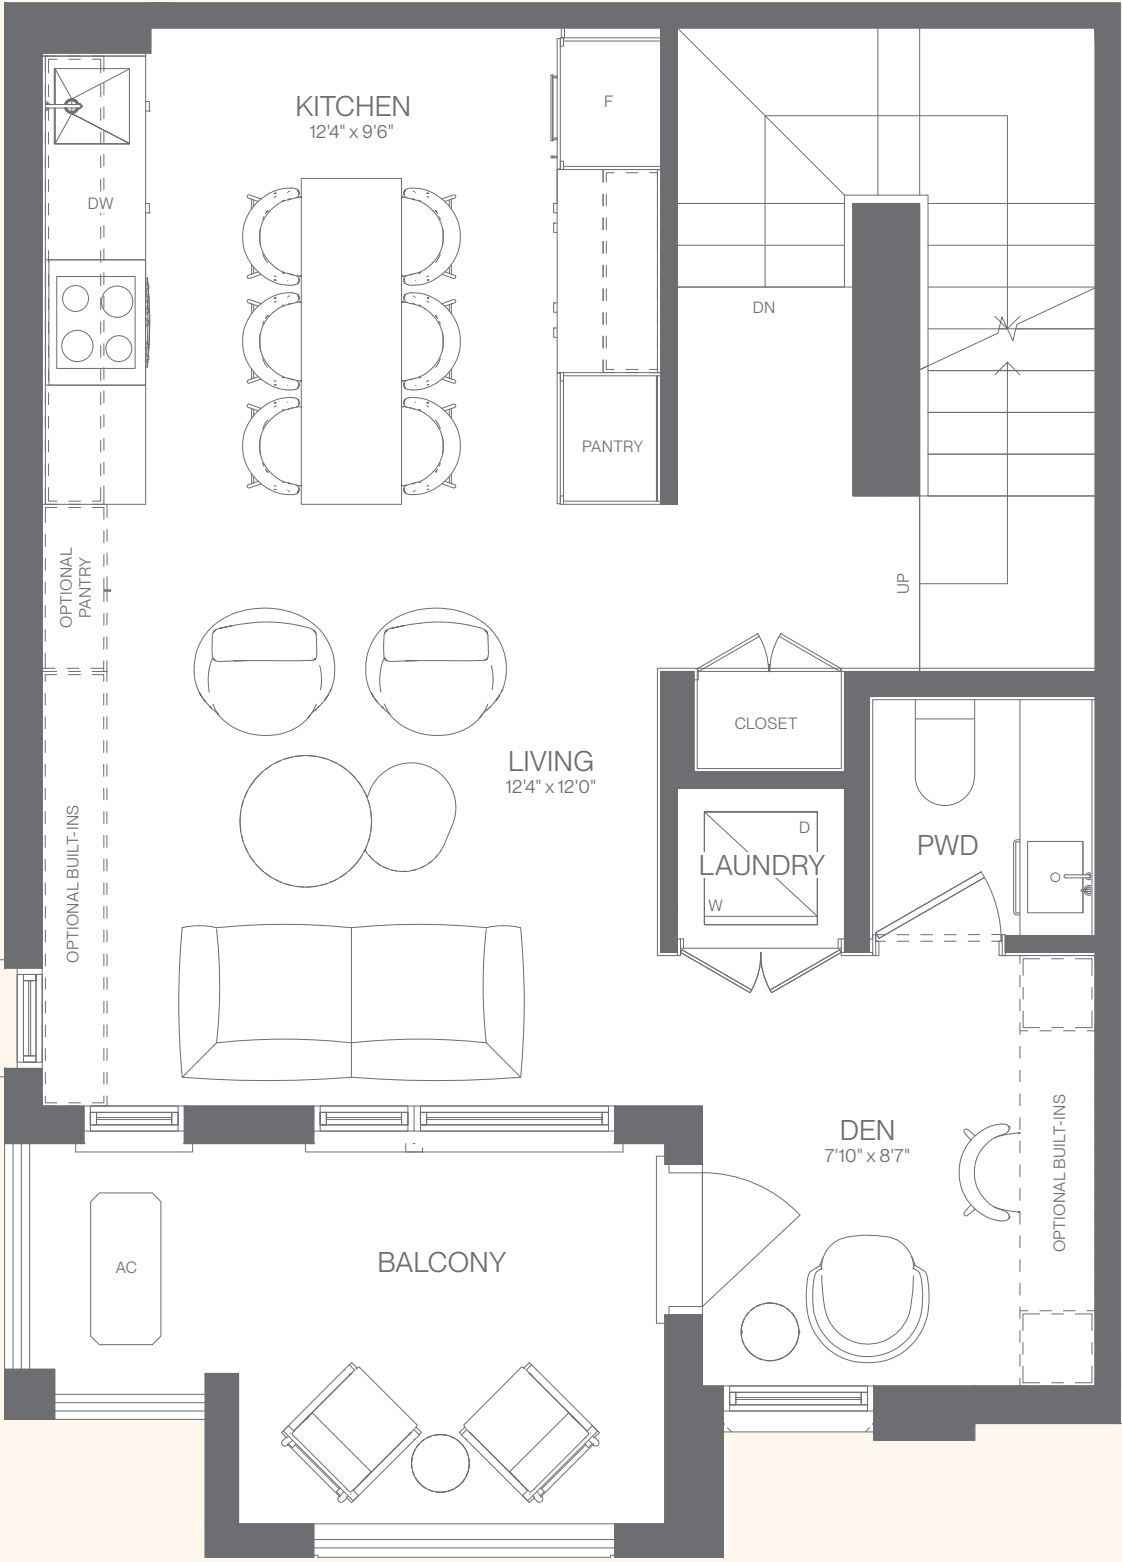 KITCHEN
12'4" x 9'6"
F
DW
DN
PANTRY
OPTIONAL
PANTRY
UP
CLOSET
LIVING
12'4" x 12'0"
OPTIONAL BUILT-INS
D
LAUNDRY
W
PWD
DEN
7'10" x 8'7"
OPTIONAL BUILT-INS
AC
BALCONY